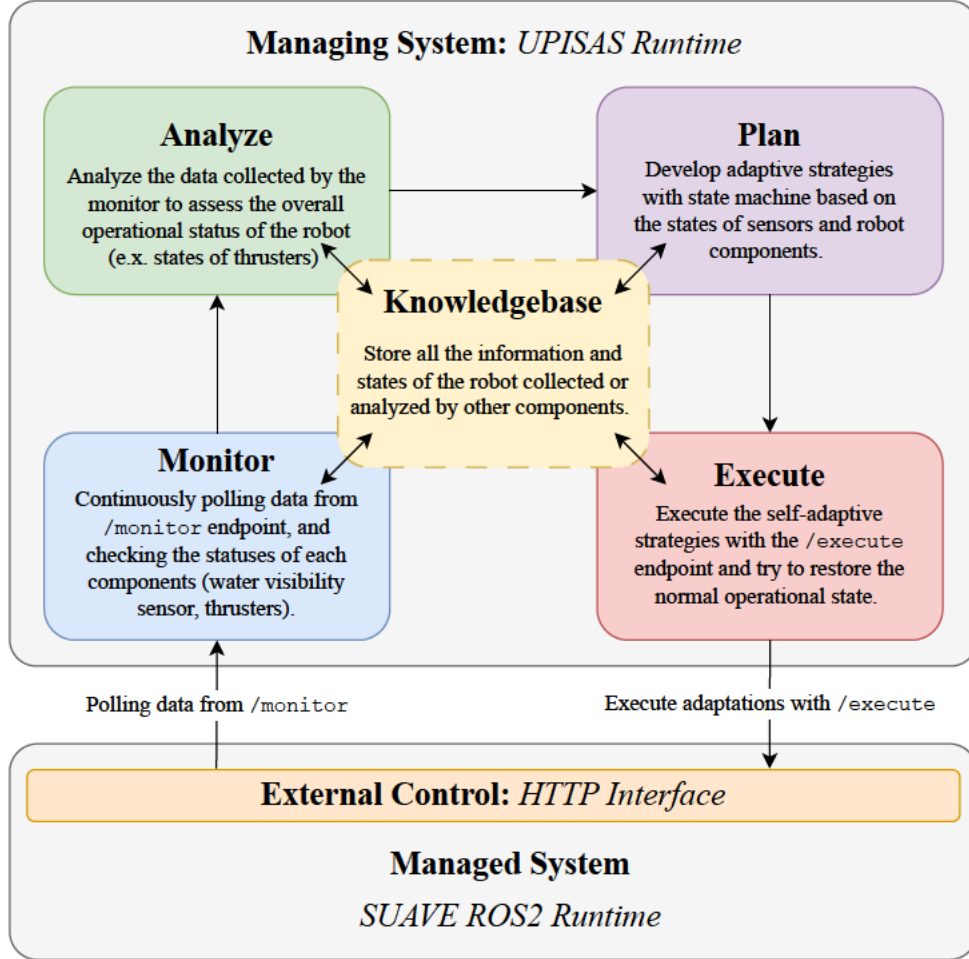 Managing System: UPISAS Runtime
Analyze
Analyze the data collected by the
monitor to assess the overall
operational status of the robot
(e.x. states of thrusters)
Plan
Develop adaptive strategies
with state machine based on
the states of sensors and robot
components.
Knowledgebase
Store all the information and
states of the robot collected or
analyzed by other components.
Monitor
Continuously polling data from
/monitor endpoint, and
checking the statuses of each
components (water visibility
sensor, thrusters).
Execute
Execute the self-adaptive
strategies with the /execute
endpoint and try to restore the
normal operational state.
Polling data from /monitor
Execute adaptations with /execute
External Control: HTTP Interface
Managed System
SUAVE ROS2 Runtime